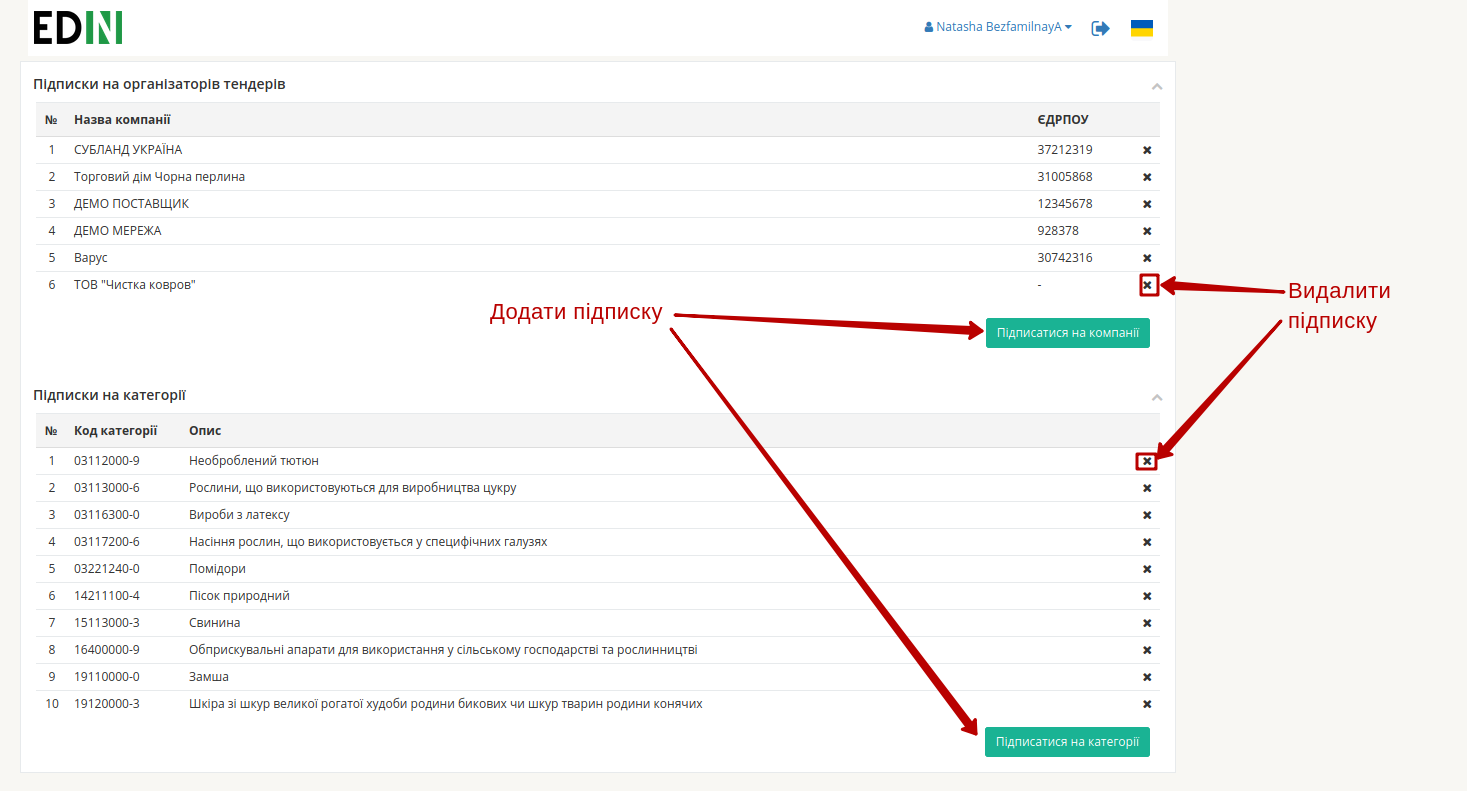 EDIN
Natasha BezfamilnayA
Підписки на організаторів тендерів
№ Назва компанії ЄДРПОУ
1 СУБЛАНД УКРАЇНА 37212319
2 Торговий дім Чорна перлина 31005868
3 ДЕМО ПОСТАВЩИК 12345678
4 ДЕМО МЕРЕЖА 928378
5 Варус 30742316
6 ТОВ "Чистка ковров" -
Видалити
підписку
Додати підписку
Підписатися на компанії
Підписки на категорії
№ Код категорії Опис
1 03112000-9 Необроблений тютюн
2 03113000-6 Рослини, що використовуються для виробництва цукру
3 03116300-0 Вироби з латексу
4 03117200-6 Насіння рослин, що використовується у специфічних галузях
5 03221240-0 Помідори
6 14211100-4 Пісок природний
7 15113000-3 Свинина
8 16400000-9 Обприскувальні апарати для використання у сільському господарстві та рослинництві
9 19110000-0 Замша
10 19120000-3 Шкіра зі шкур великої рогатої худоби родини бикових чи шкур тварин родини конячих
Підписатися на категорії